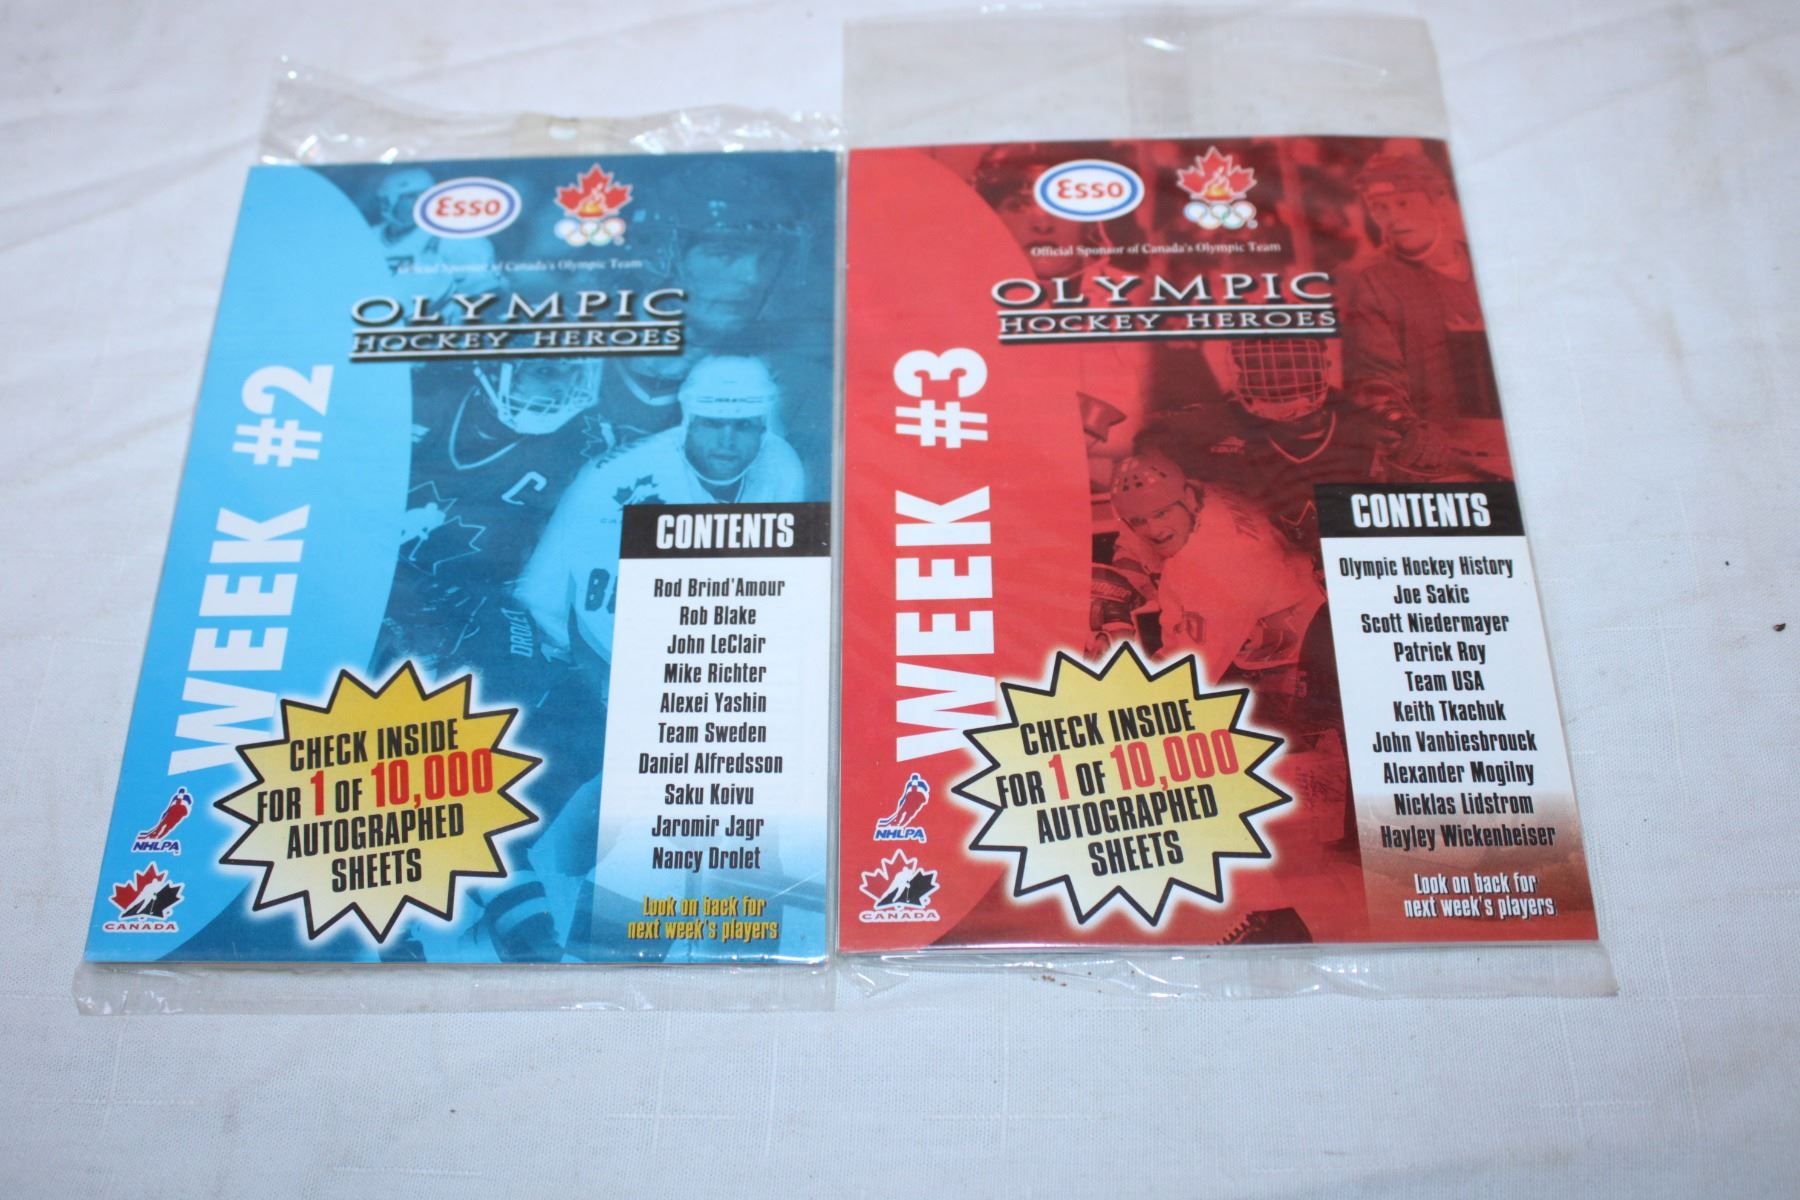 Esso
Official Sponsor of Canada's Olympic Team
OLYMPIC
HOCKEY HEROES
WEEK #2
C
DROLET
CONTENTS
Rod Brind'Amour
Rob Blake
John LeClair
Mike Richter
Alexei Yashin
Team Sweden
Daniel Alfredsson
Saku Koivu
Jaromir Jagr
Nancy Drolet
Look on back for
next week's players
CHECK INSIDE
FOR 1 OF 10,000
AUTOGRAPHED
SHEETS
NHLPA
CANADA
Esso
Official Sponsor of Canada's Olympic Team
OLYMPIC
HOCKEY HEROES
WEEK #3
CONTENTS
Olympic Hockey History
Joe Sakic
Scott Niedermayer
Patrick Roy
Team USA
Keith Tkachuk
John Vanbiesbrouck
Alexander Mogilny
Nicklas Lidstrom
Hayley Wickenheiser
Look on back for
next week's players
CHECK INSIDE
FOR 1 OF 10,000
AUTOGRAPHED
SHEETS
NHLPA
CANADA